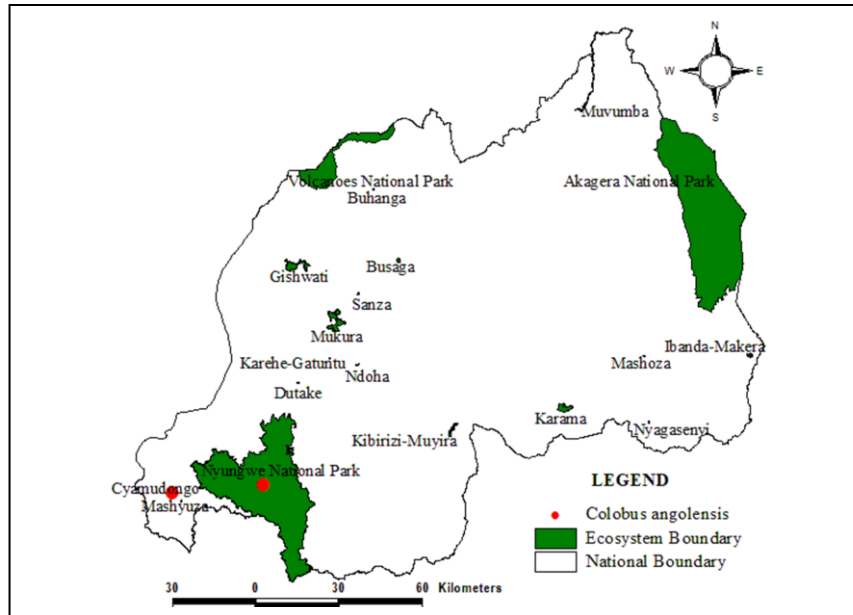 N
W E
S
Muvumba
Volcanoes National Park
Akagera National Park
Buhanga
Gishwati
Busaga
Sanza
Mukura
Ibanda-Makera
Karehe-Gatuntu
Ndoha
Mashoza
Dutake
Karama
Nyagasenyi
Kibirizi-Muyira
Nyungwe National Park
Cyamudongo
Mashyuza
LEGEND
Colobus angolensis
Ecosystem Boundary
National Boundary
30 0 30 60 Kilometers